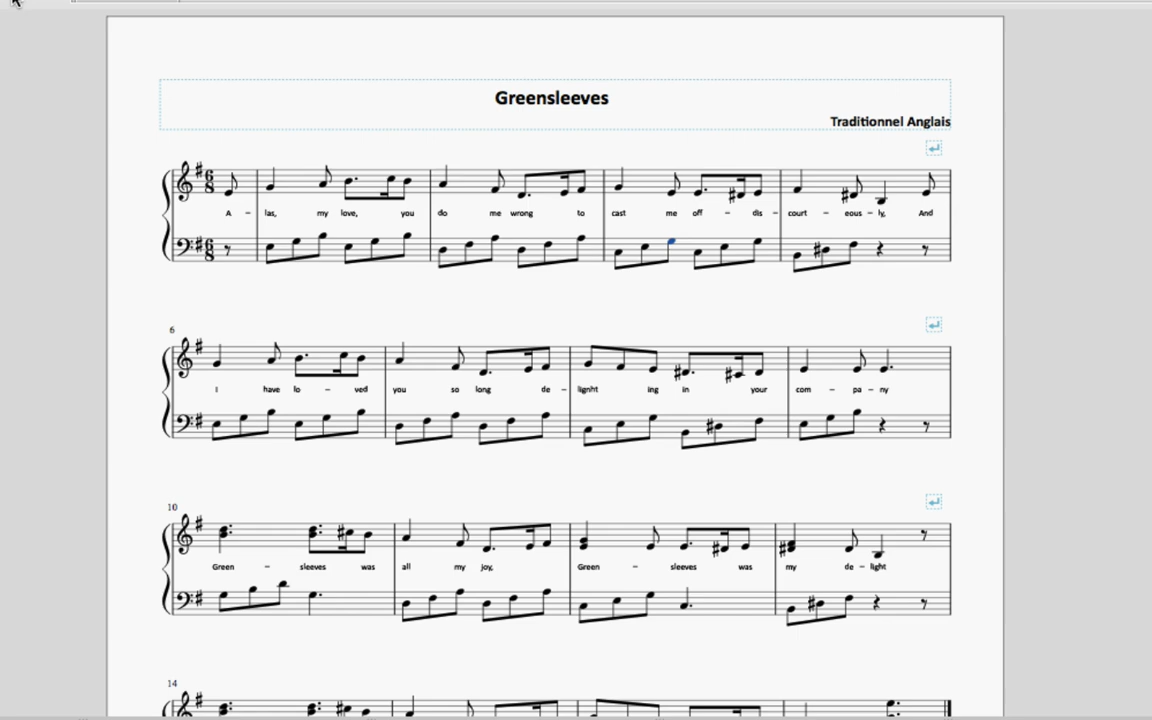 Greensleeves
Traditionnel Anglais
A - las, my love, you do me wrong to cast me off - dis - court - eous - ly, And
6
I have lo - ved you so long de - lignht ing in your com - pa - ny
10
Green - sleeves was all my joy, Green - sleeves was my de - light
14